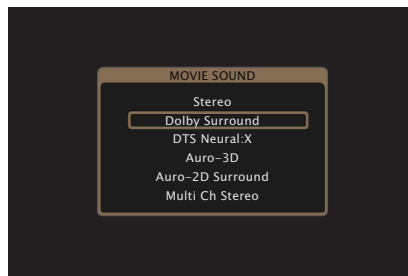 MOVIE SOUND
Stereo
Dolby Surround
DTS Neural:X
Auro-3D
Auro-2D Surround
Multi Ch Stereo